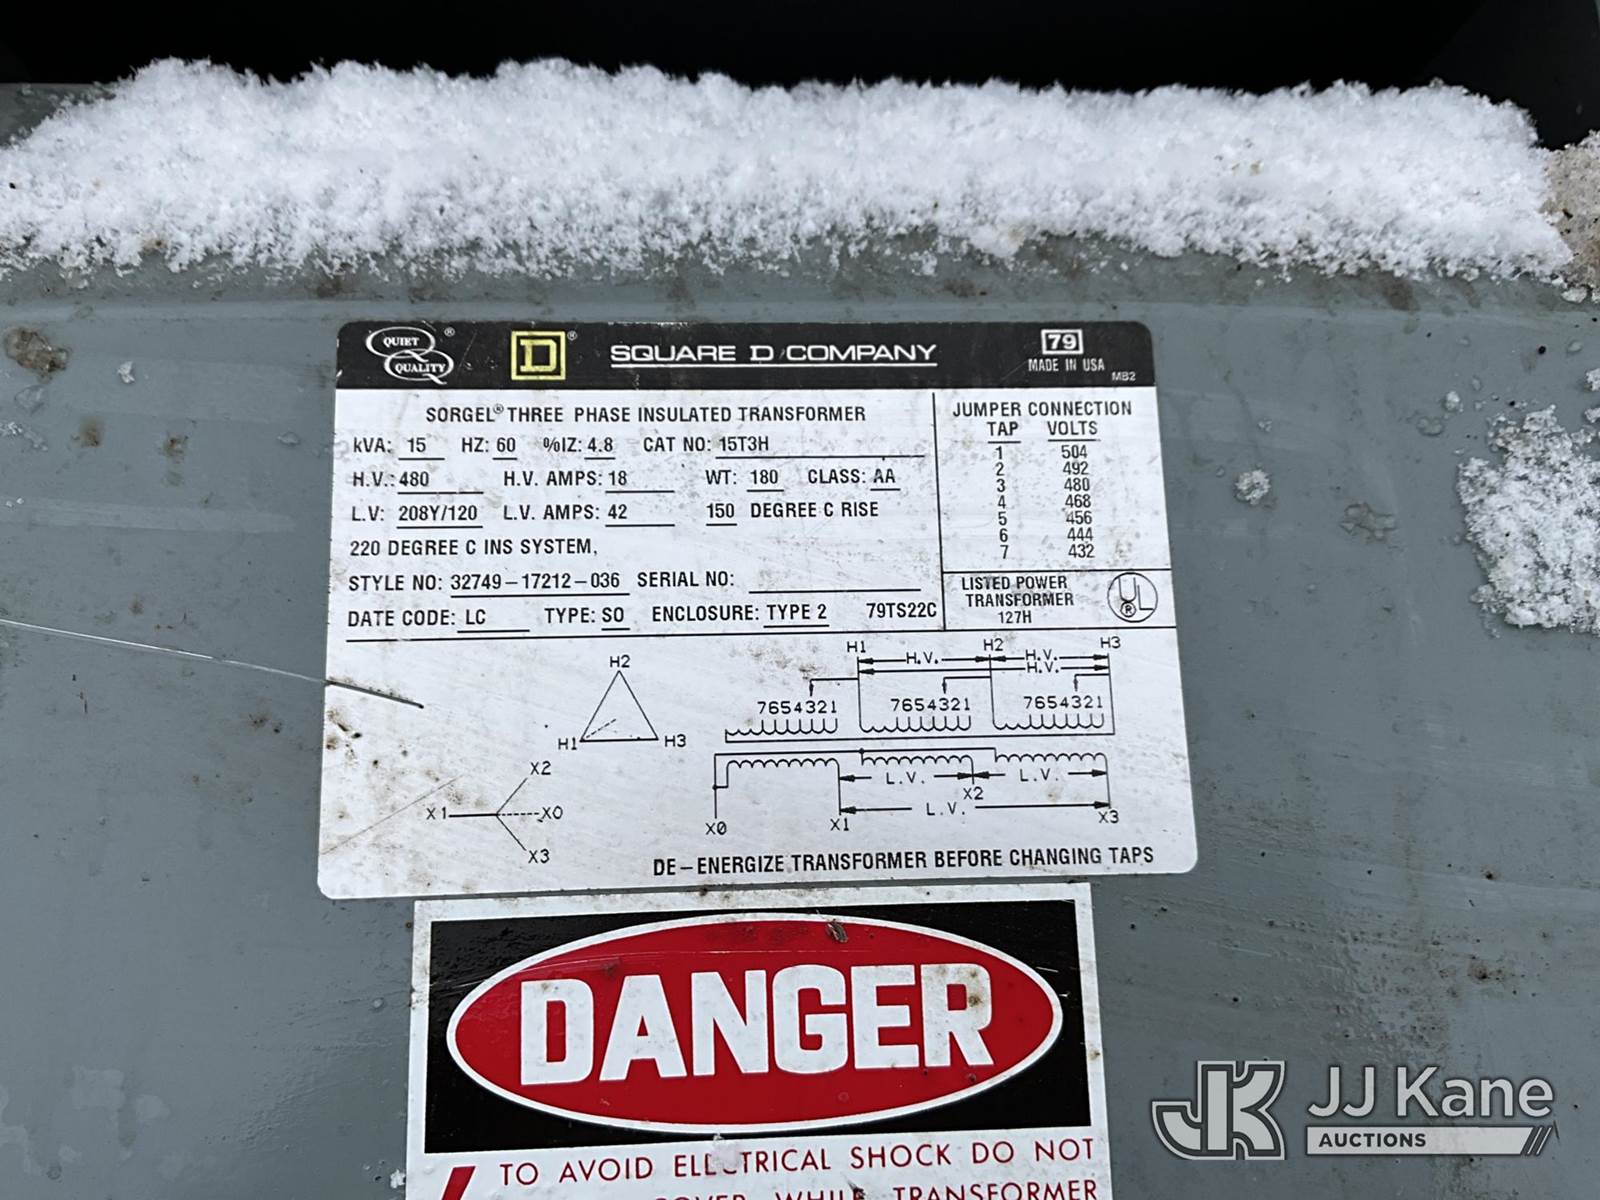 QUIET QUALITY ®
D ®
SQUARE D COMPANY
79
MADE IN USA
MB2
SORGEL® THREE PHASE INSULATED TRANSFORMER
kVA: 15 HZ: 60 %IZ: 4.8 CAT NO: 15T3H
H.V.: 480 H.V. AMPS: 18 WT: 180 CLASS: AA
L.V: 208Y/120 L.V. AMPS: 42 150 DEGREE C RISE
220 DEGREE C INS SYSTEM,
STYLE NO: 32749-17212-036 SERIAL NO:
DATE CODE: LC TYPE: SO ENCLOSURE: TYPE 2 79TS22C
JUMPER CONNECTION
TAP VOLTS
1 504
2 492
3 480
4 468
5 456
6 444
7 432
LISTED POWER
TRANSFORMER
127H
UL ®
H2
H1 H3
X2
X1 X0
X3
H1 H2 H3
H.V. H.V.
H.V.
7654321 7654321 7654321
L.V. L.V.
X2
L.V.
X0 X1 X3
DE-ENERGIZE TRANSFORMER BEFORE CHANGING TAPS
DANGER
TO AVOID ELECTRICAL SHOCK DO NOT
COVER WHILE TRANSFORMER
JK JJ Kane
AUCTIONS